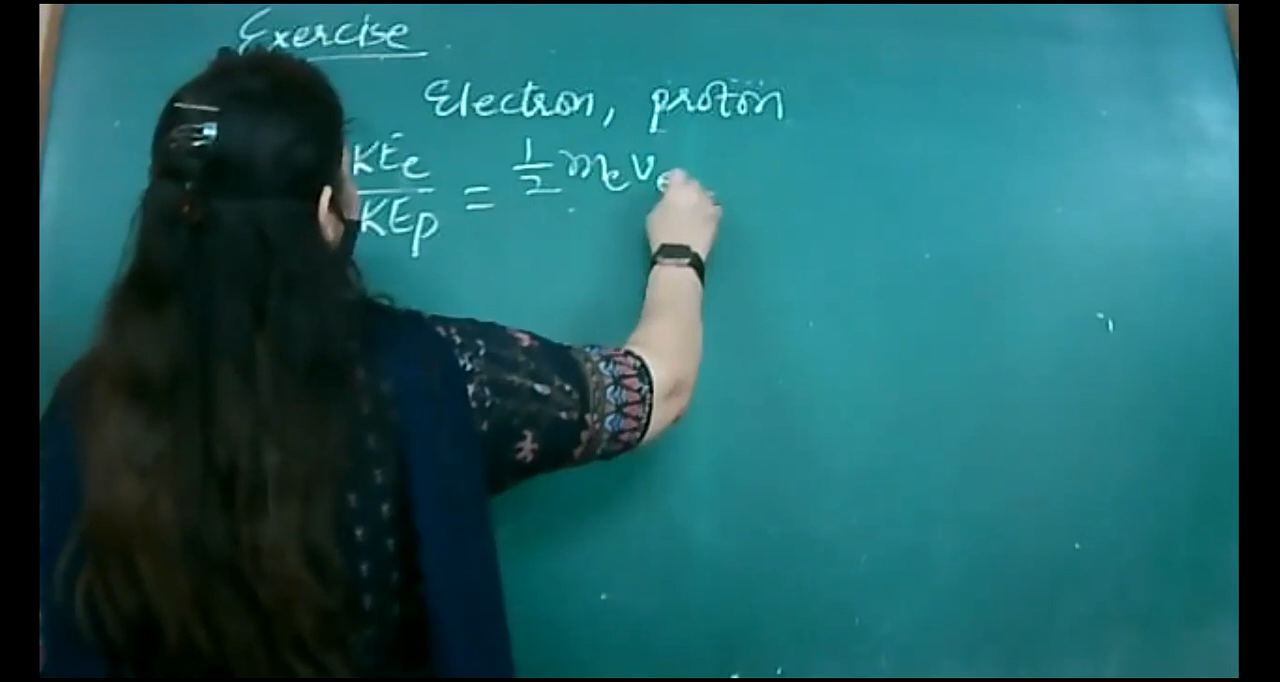 Exercise
Electron, proton
KEe / KEp = 1/2 meve